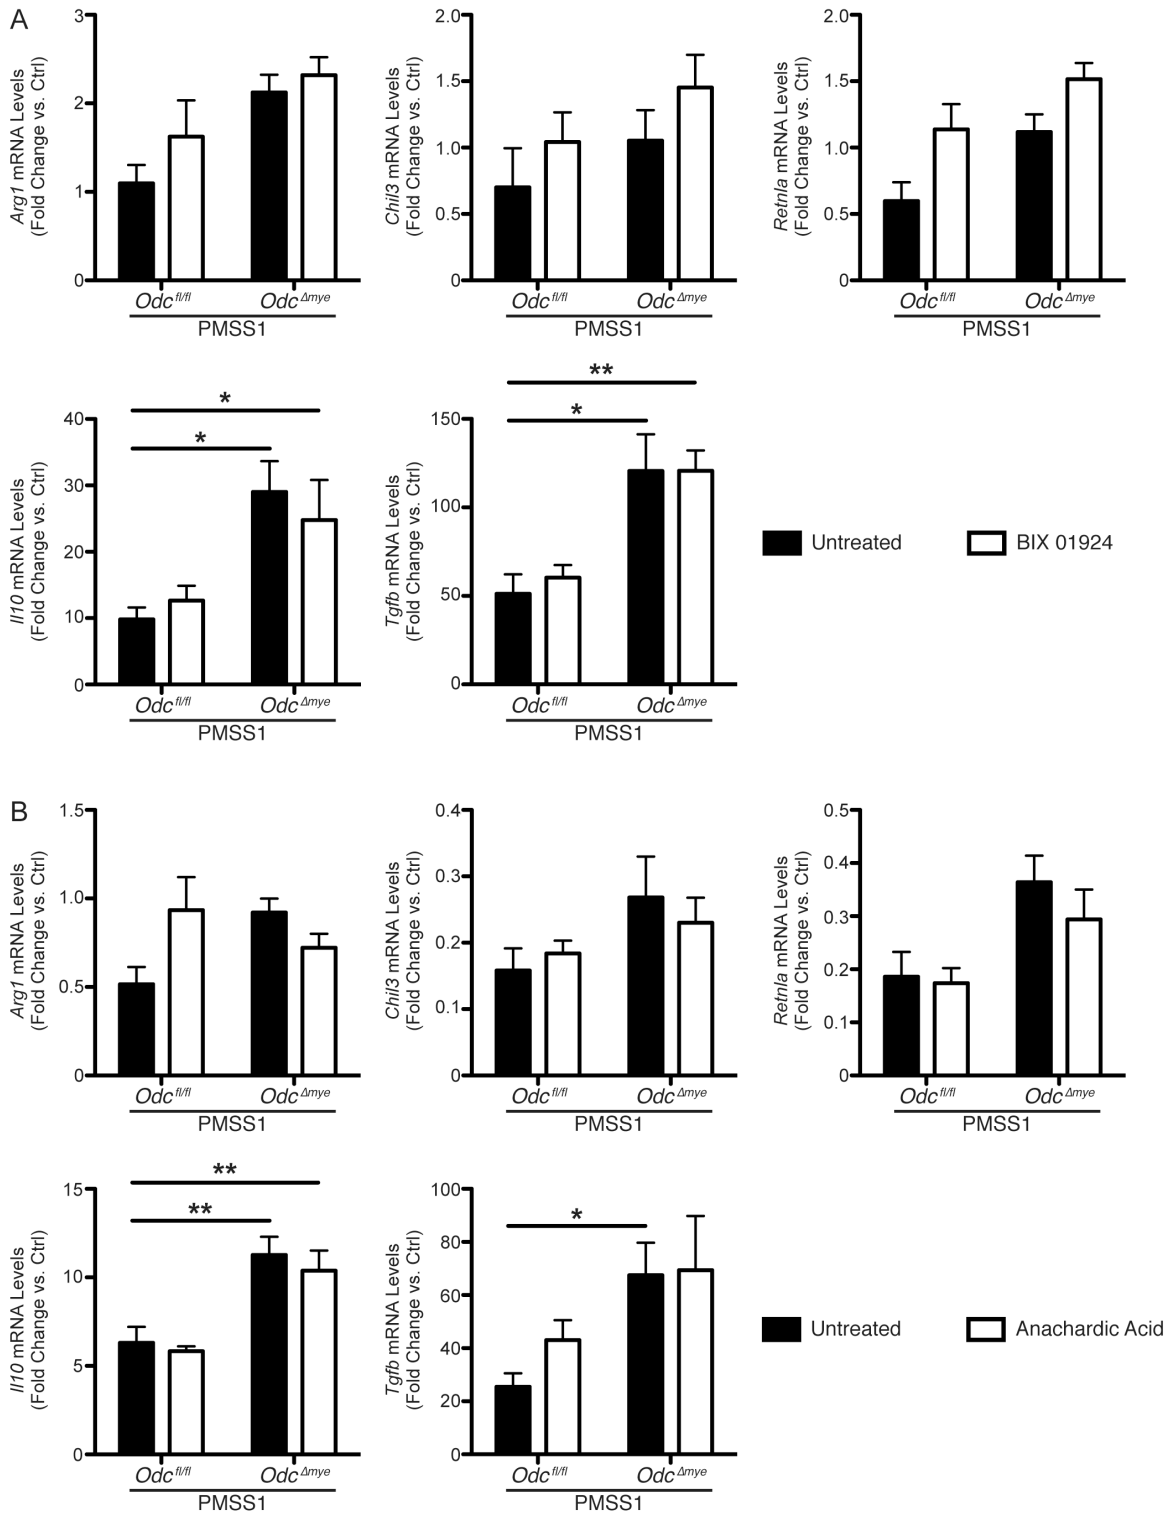 A
Arg1 mRNA Levels
(Fold Change vs. Ctrl)
3
2
1
0
Odc fl/fl
Odc Δmye
PMSS1
Chil3 mRNA Levels
(Fold Change vs. Ctrl)
2.0
1.5
1.0
0.5
0
Odc fl/fl
Odc Δmye
PMSS1
Retnla mRNA Levels
(Fold Change vs. Ctrl)
2.0
1.5
1.0
0.5
0
Odc fl/fl
Odc Δmye
PMSS1
Il10 mRNA Levels
(Fold Change vs. Ctrl)
40
30
20
10
0
*
*
Odc fl/fl
Odc Δmye
PMSS1
Tgfb mRNA Levels
(Fold Change vs. Ctrl)
150
100
50
0
**
*
Odc fl/fl
Odc Δmye
PMSS1
Untreated
BIX 01924
B
Arg1 mRNA Levels
(Fold Change vs. Ctrl)
1.5
1.0
0.5
0
Odc fl/fl
Odc Δmye
PMSS1
Chil3 mRNA Levels
(Fold Change vs. Ctrl)
0.4
0.3
0.2
0.1
0
Odc fl/fl
Odc Δmye
PMSS1
Retnla mRNA Levels
(Fold Change vs. Ctrl)
0.5
0.4
0.3
0.2
0.1
0
Odc fl/fl
Odc Δmye
PMSS1
Il10 mRNA Levels
(Fold Change vs. Ctrl)
15
10
5
0
**
**
Odc fl/fl
Odc Δmye
PMSS1
Tgfb mRNA Levels
(Fold Change vs. Ctrl)
100
80
60
40
20
0
*
Odc fl/fl
Odc Δmye
PMSS1
Untreated
Anachardic Acid